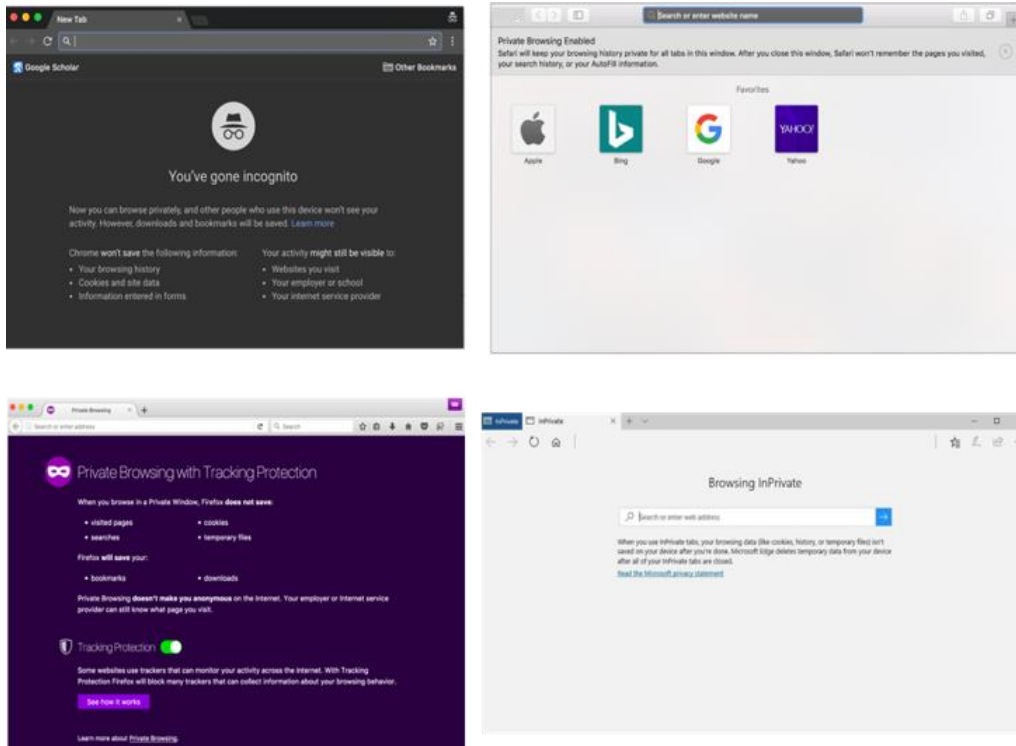 New Tab
Google Scholar
Other Bookmarks
You've gone incognito
Now you can browse privately, and other people who use this device won't see your
activity. However, downloads and bookmarks will be saved. Learn more
Chrome won't save the following information:
• Your browsing history
• Cookies and site data
• Information entered in forms
Your activity might still be visible to:
• Websites you visit
• Your employer or school
• Your internet service provider
Search or enter website name
Private Browsing Enabled
Safari will keep your browsing history private for all tabs in this window. After you close this window, Safari won't remember the pages you visited,
your search history, or your AutoFill information.
Favorites
YAHOO!
Apple
Bing
Google
Yahoo
Private Browsing
Search or enter address
Search
Private Browsing with Tracking Protection
When you browse in a Private Window, Firefox does not save:
• visited pages
• cookies
• searches
• temporary files
Firefox will save your:
• bookmarks
• downloads
Private Browsing doesn't make you anonymous on the Internet. Your employer or Internet service
provider can still know what page you visit.
Tracking Protection
Some websites use trackers that can monitor your activity across the Internet. With Tracking
Protection Firefox will block many trackers that can collect information about your browsing behavior.
See how it works
Learn more about Private Browsing.
InPrivate
InPrivate
Browsing InPrivate
Search or enter web address
When you use InPrivate tabs, your browsing data (like cookies, history, or temporary files) isn't
saved on your device after you're done. Microsoft Edge deletes temporary data from your device
after all of your InPrivate tabs are closed.
Read the Microsoft privacy statement